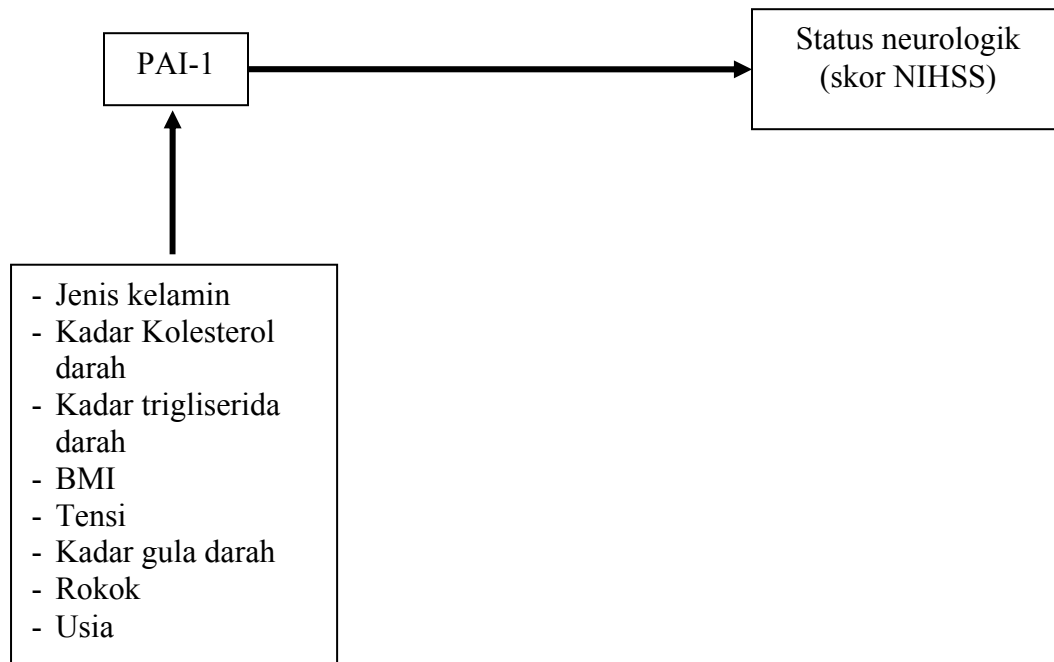 PAI-1
Status neurologik
(skor NIHSS)
- Jenis kelamin
- Kadar Kolesterol
darah
- Kadar trigliserida
darah
- BMI
- Tensi
- Kadar gula darah
- Rokok
- Usia